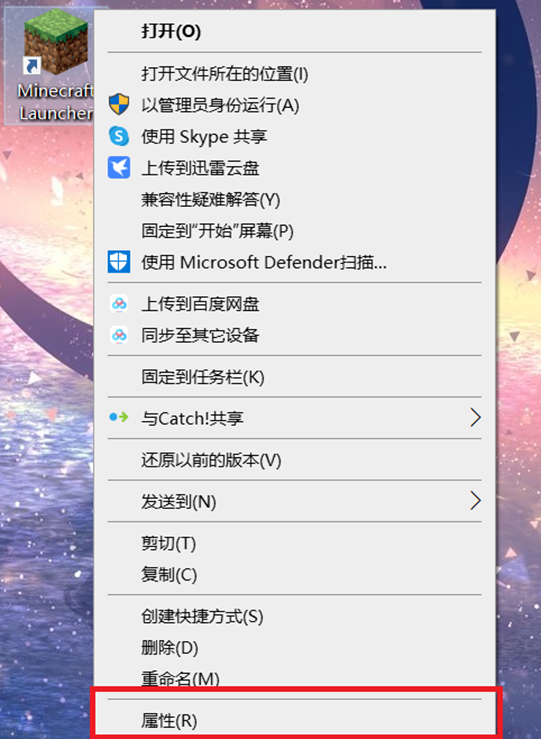 Minecraft
Launcher
打开(O)
打开文件所在的位置(I)
以管理员身份运行(A)
使用 Skype 共享
上传到迅雷云盘
兼容性疑难解答(Y)
固定到“开始”屏幕(P)
使用 Microsoft Defender扫描...
上传到百度网盘
同步至其它设备
固定到任务栏(K)
与Catch!共享
还原以前的版本(V)
发送到(N)
剪切(T)
复制(C)
创建快捷方式(S)
删除(D)
重命名(M)
属性(R)